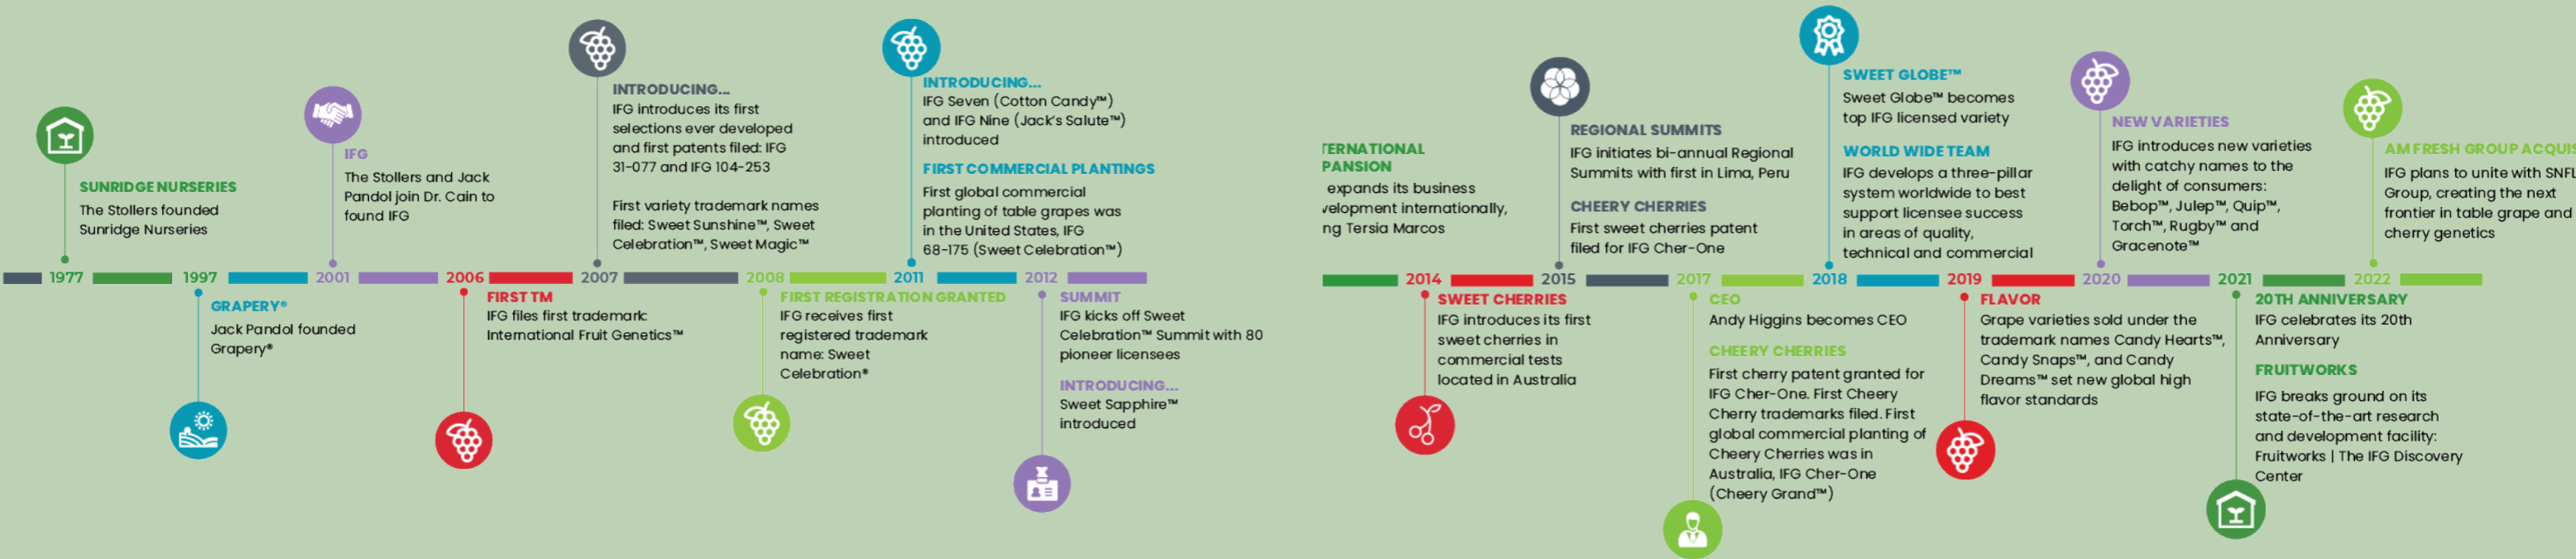 1977
SUNRIDGE NURSERIES
The Stollers founded
Sunridge Nurseries
1997
GRAPERY®
Jack Pandol founded
Grapery®
2001
IFG
The Stollers and Jack
Pandol join Dr. Cain to
found IFG
2006
FIRST TM
IFG files first trademark:
International Fruit Genetics™
2007
INTRODUCING...
IFG introduces its first
selections ever developed
and first patents filed: IFG
31-077 and IFG 104-253
First variety trademark names
filed: Sweet Sunshine™, Sweet
Celebration™, Sweet Magic™
2008
FIRST REGISTRATION GRANTED
IFG receives first
registered trademark
name: Sweet
Celebration®
2011
INTRODUCING...
IFG Seven (Cotton Candy™)
and IFG Nine (Jack's Salute™)
introduced
FIRST COMMERCIAL PLANTINGS
First global commercial
planting of table grapes was
in the United States, IFG
68-175 (Sweet Celebration™)
2012
SUMMIT
IFG kicks off Sweet
Celebration™ Summit with 80
pioneer licensees
INTRODUCING...
Sweet Sapphire™
introduced
TERNATIONAL
PANSION
expands its business
velopment internationally,
ng Tersia Marcos
2014
SWEET CHERRIES
IFG introduces its first
sweet cherries in
commercial tests
located in Australia
2015
REGIONAL SUMMITS
IFG initiates bi-annual Regional
Summits with first in Lima, Peru
CHEERY CHERRIES
First sweet cherries patent
filed for IFG Cher-One
2017
CEO
Andy Higgins becomes CEO
CHEERY CHERRIES
First cherry patent granted for
IFG Cher-One. First Cheery
Cherry trademarks filed. First
global commercial planting of
Cheery Cherries was in
Australia, IFG Cher-One
(Cheery Grand™)
2018
SWEET GLOBE™
Sweet Globe™ becomes
top IFG licensed variety
WORLD WIDE TEAM
IFG develops a three-pillar
system worldwide to best
support licensee success
in areas of quality,
technical and commercial
2019
FLAVOR
Grape varieties sold under the
trademark names Candy Hearts™,
Candy Snaps™, and Candy
Dreams™ set new global high
flavor standards
2020
NEW VARIETIES
IFG introduces new varieties
with catchy names to the
delight of consumers:
Bebop™, Julep™, Quip™,
Torch™, Rugby™ and
Gracenote™
2021
20TH ANNIVERSARY
IFG celebrates its 20th
Anniversary
FRUITWORKS
IFG breaks ground on its
state-of-the-art research
and development facility:
Fruitworks | The IFG Discovery
Center
2022
AM FRESH GROUP ACQUIS
IFG plans to unite with SNFL
Group, creating the next
frontier in table grape and
cherry genetics